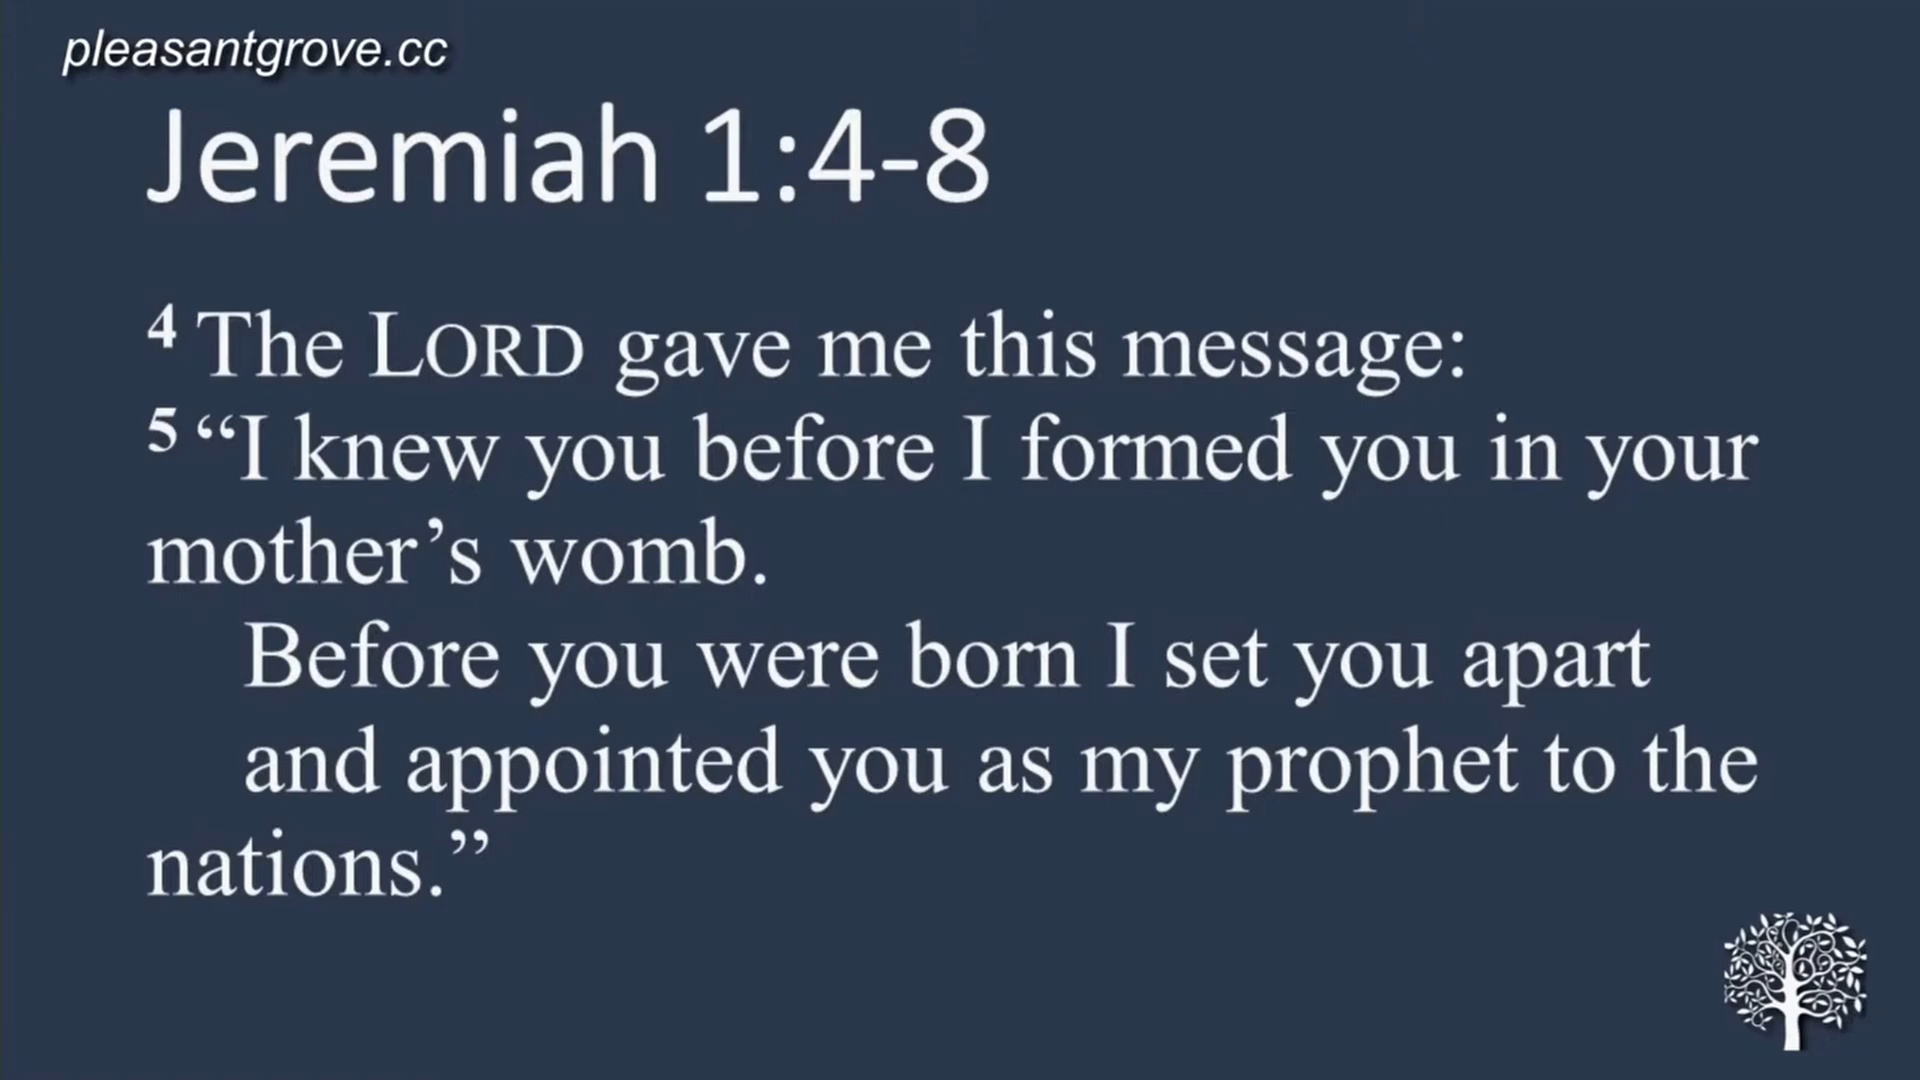 pleasantgrove.cc
Jeremiah 1:4-8
4 The LORD gave me this message:
5 “I knew you before I formed you in your
mother’s womb.
Before you were born I set you apart
and appointed you as my prophet to the
nations.”